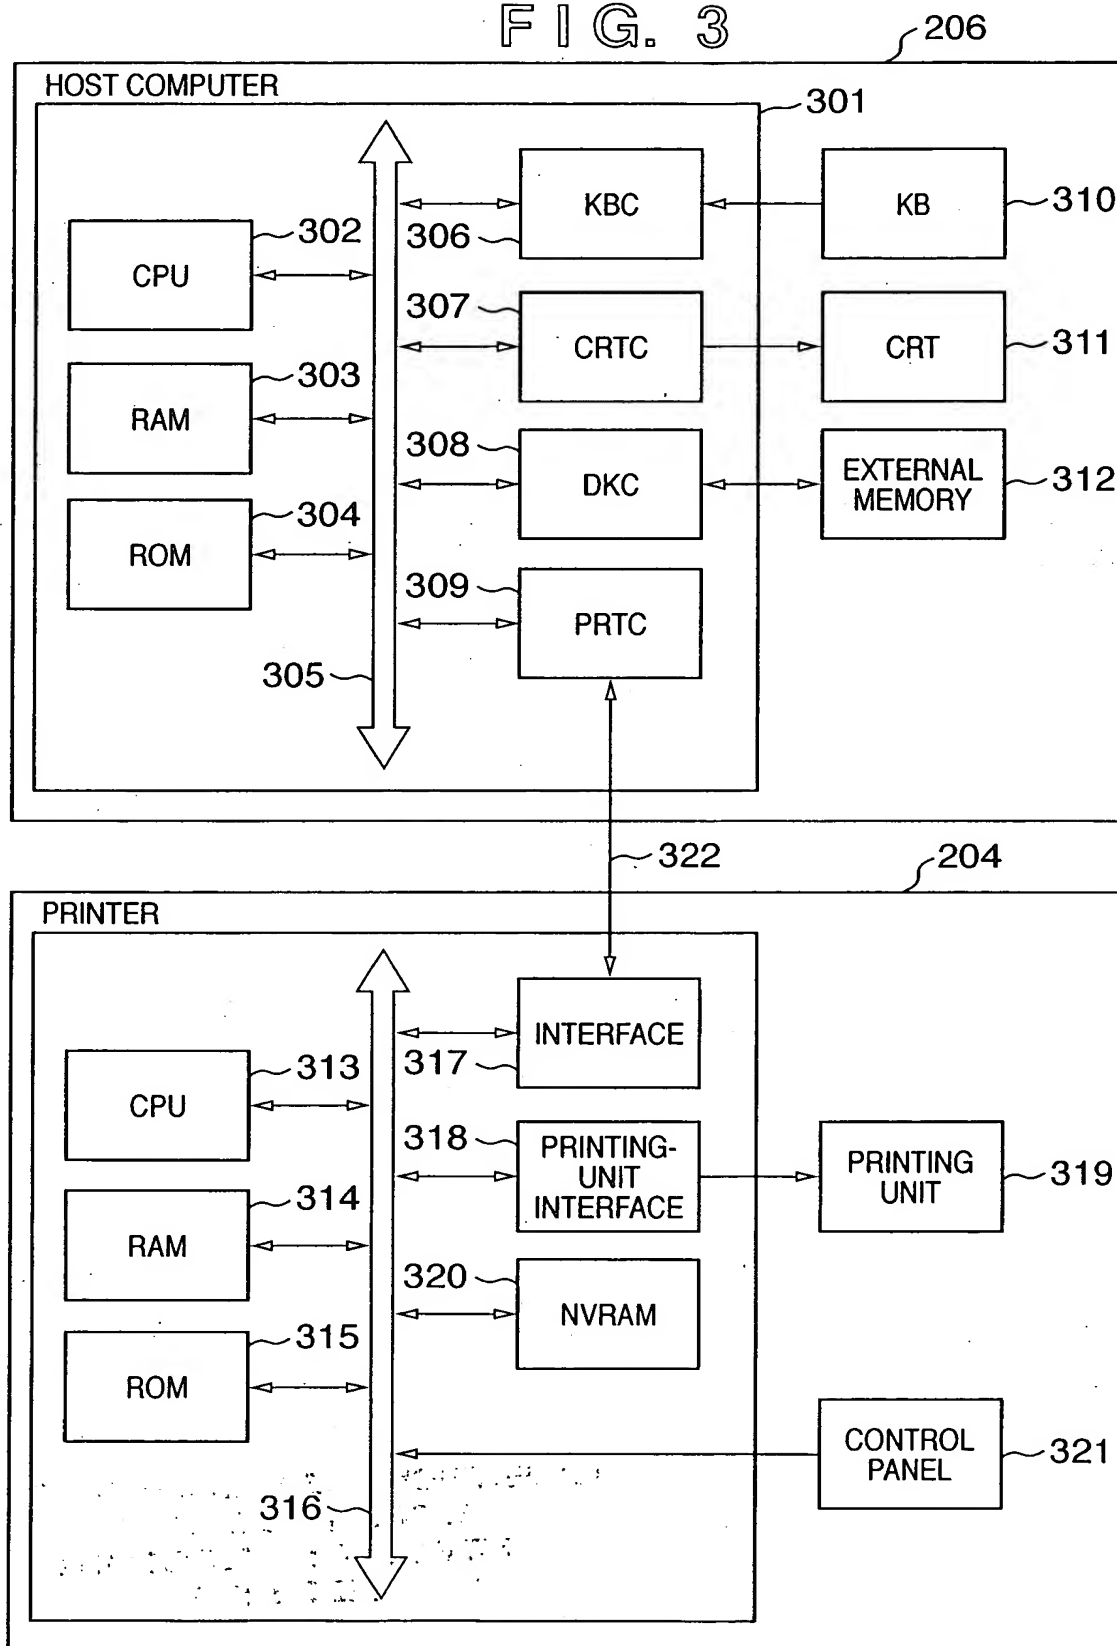 FIG. 3
206
HOST COMPUTER
301
KBC
KB
310
302
306
CPU
307
CRTC
CRT
311
303
RAM
308
DKC
EXTERNAL
MEMORY
312
304
ROM
309
PRTC
305
322
204
PRINTER
INTERFACE
313
317
CPU
318
PRINTING-
UNIT
INTERFACE
PRINTING
UNIT
319
314
RAM
320
NVRAM
315
ROM
CONTROL
PANEL
321
316